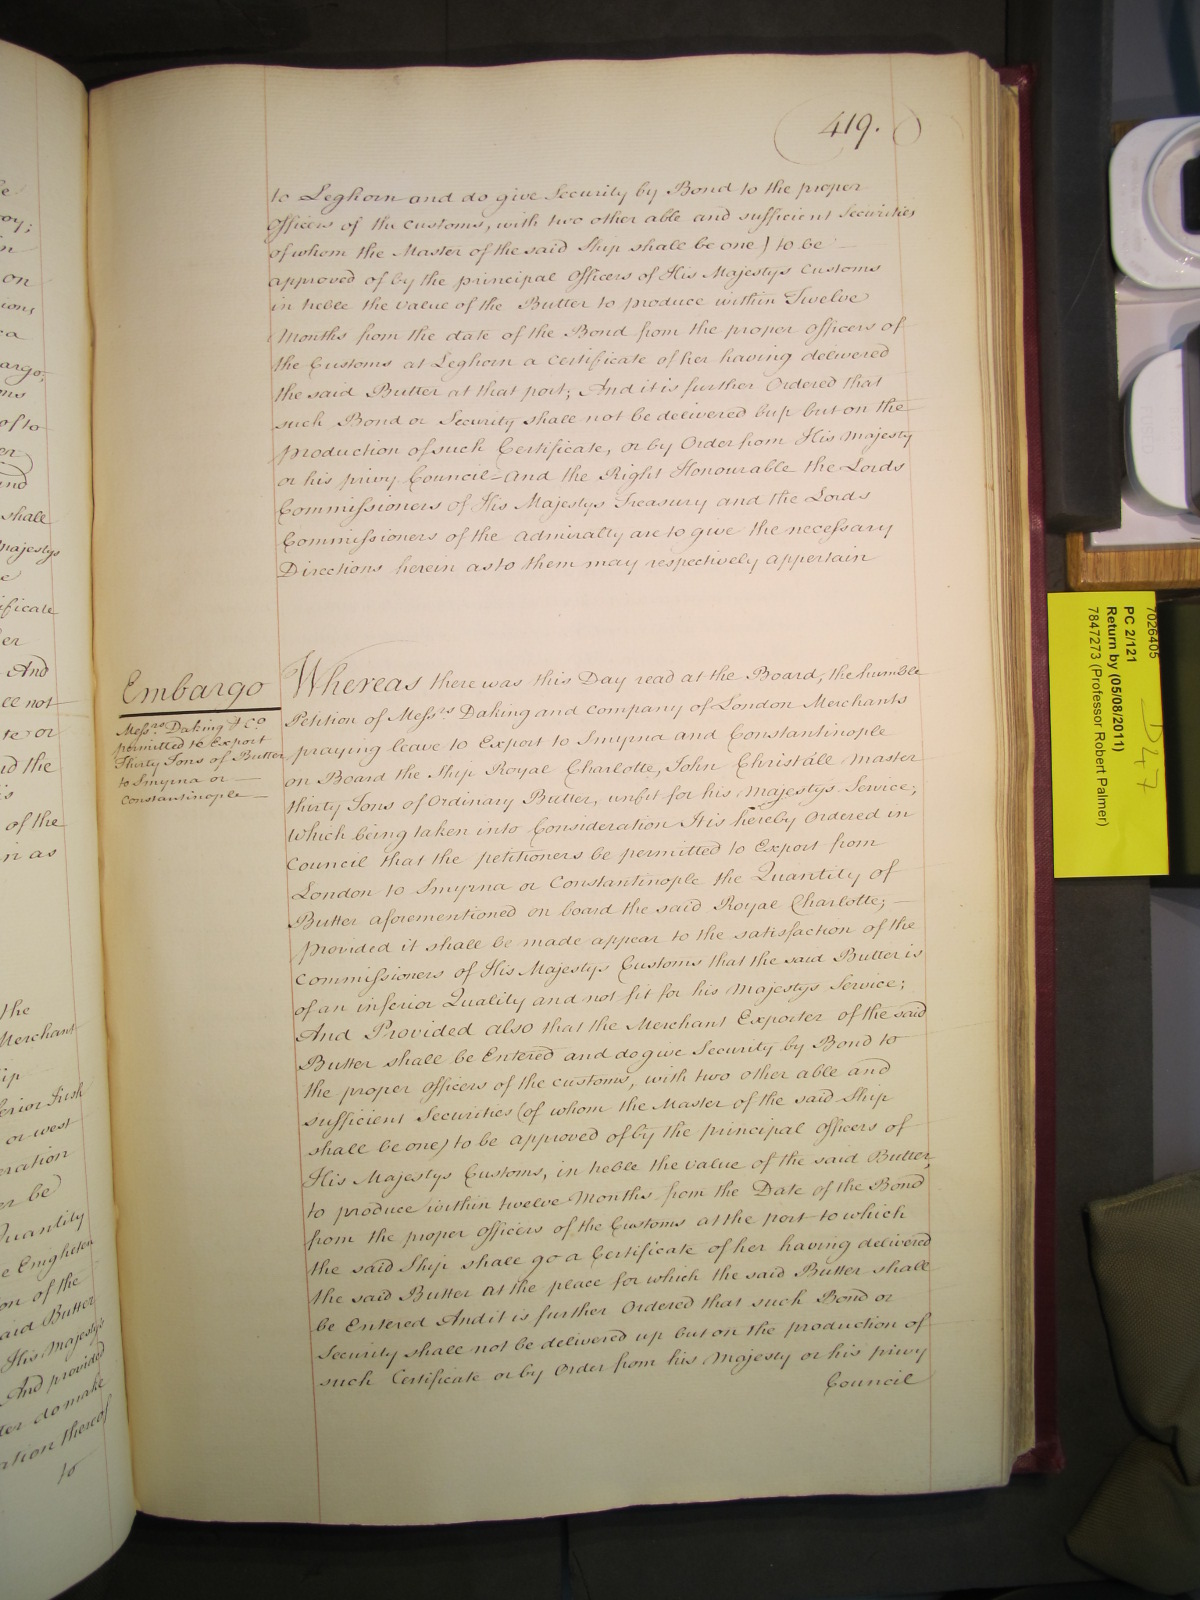 419.
to Leghorn and do give Security by Bond to the proper
Officers of the Customs, with two other able and sufficient Securities
of whom the Master of the said Ship shall be one) to be
approved of by the principal Officers of His Majestys Customs
in treble the value of the Butter to produce within Twelve
Months from the date of the Bond from the proper Officers of
the Customs at Leghorn a Certificate of her having delivered
the said Butter at that port; And it is further Ordered that
such Bond or Security shall not be delivered up but on the
production of such Certificate, or by Order from His Majesty
or his privy Council - And the Right Honourable the Lords
Commissioners of His Majestys Treasury and the Lords
Commissioners of the Admiralty are to give the necessary
Directions herein as to them may respectively appertain
Embargo
Messrs. Daking & Co
permitted to Export
Thirty Tons of Butter
to Smyrna or
Constantinople
Whereas there was this Day read at the Board, the humble
Petition of Messrs Daking and Company of London Merchants
praying leave to Export to Smyrna and Constantinople
on Board the Ship Royal Charlotte, John Christall Master
thirty Tons of Ordinary Butter, unfit for his Majestys Service;
Which being taken into Consideration It is hereby Ordered in
Council that the petitioners be permitted to Export from
London to Smyrna or Constantinople the Quantity of
Butter aforementioned on board the said Royal Charlotte;
provided it shall be made appear to the satisfaction of the
Commissioners of His Majestys Customs that the said Butter is
of an inferior Quality and not fit for his Majestys Service;
And Provided also that the Merchant Exporter of the said
Butter shall be Entered and do give Security by Bond to
the proper Officers of the Customs, with two other able and
sufficient Securities (of whom the Master of the said Ship
shall be one) to be approved of by the principal Officers of
His Majestys Customs, in treble the value of the said Butter,
to produce within twelve Months from the Date of the Bond
from the proper Officers of the Customs at the port to which
the said Ship shall go a Certificate of her having delivered
the said Butter at the place for which the said Butter shall
be Entered And it is further Ordered that such Bond or
Security shall not be delivered up but on the production of
such Certificate or by Order from his Majesty or his privy
Council
7026405
PC 2/121
Return by (05/08/2011)
7847273 (Professor Robert Palmer)
D47